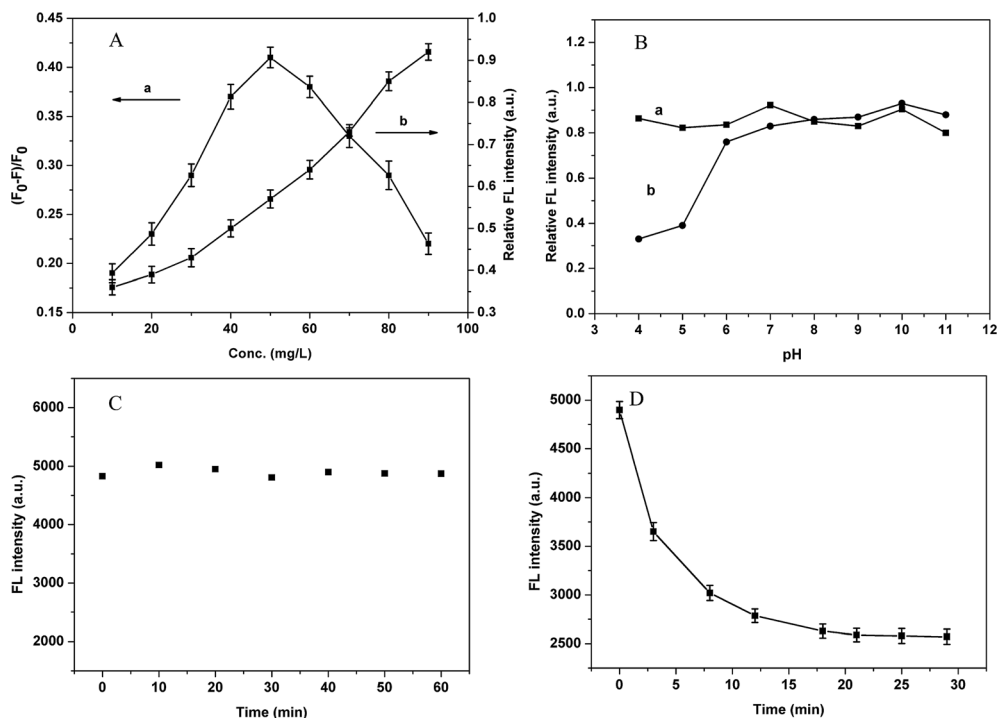 A
a
b
0.45
0.40
0.35
0.30
0.25
0.20
0.15
(F0-F)/F0
1.0
0.9
0.8
0.7
0.6
0.5
0.4
0.3
Relative FL intensity (a.u.)
0 20 40 60 80 100
Conc. (mg/L)
B
a
b
1.2
1.0
0.8
0.6
0.4
0.2
0.0
Relative FL intensity (a.u.)
3 4 5 6 7 8 9 10 11 12
pH
C
6000
5000
4000
3000
2000
FL intensity (a.u.)
0 10 20 30 40 50 60
Time (min)
D
5000
4500
4000
3500
3000
2500
FL intensity (a.u.)
0 5 10 15 20 25 30
Time (min)